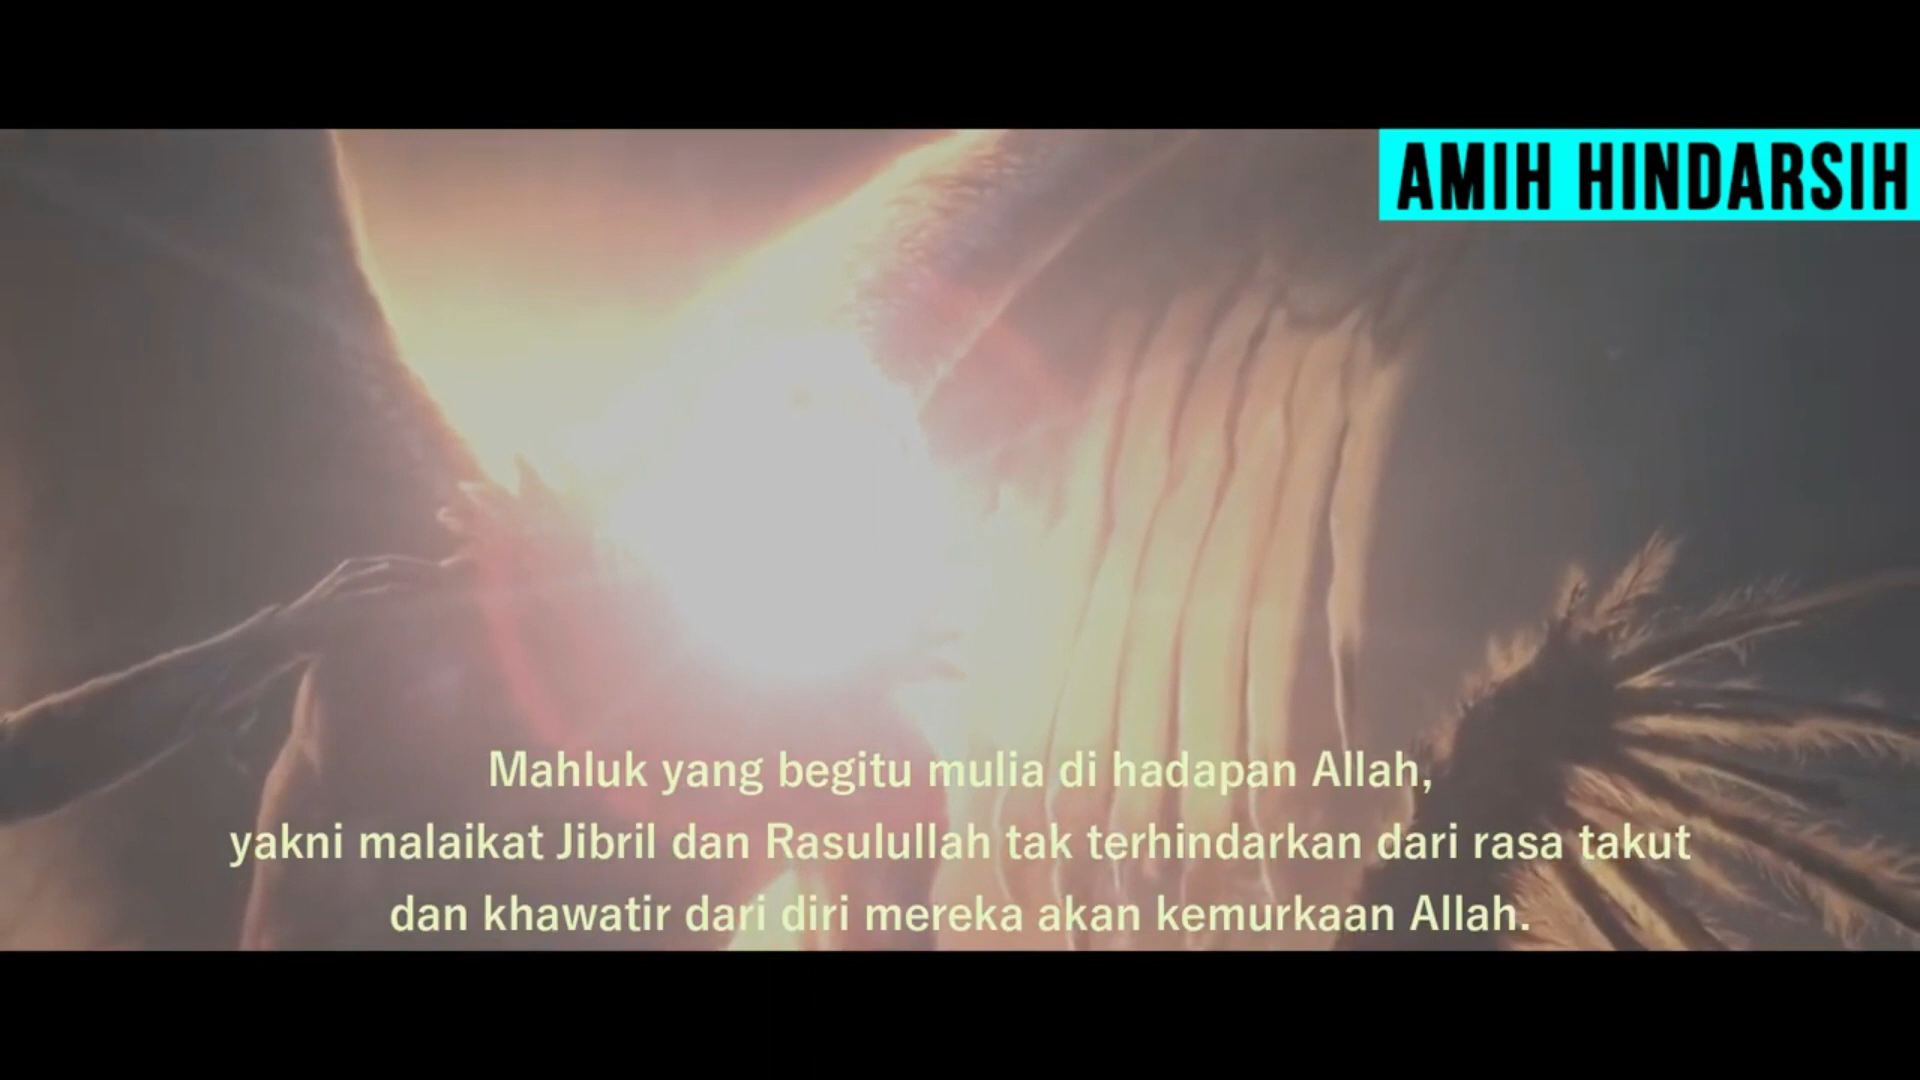 AMIH HINDARSIH
Mahluk yang begitu mulia di hadapan Allah,
yakni malaikat Jibril dan Rasulullah tak terhindarkan dari rasa takut
dan khawatir dari diri mereka akan kemurkaan Allah.